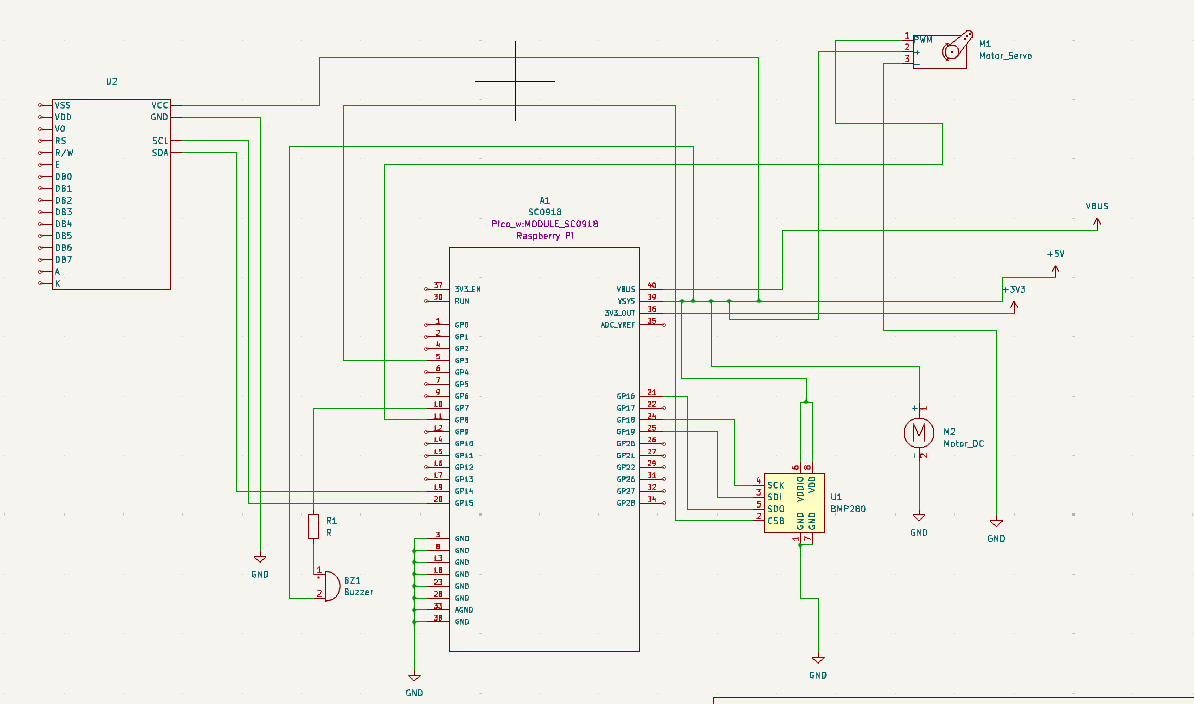 U2
VSS
VDD
VO
RS
R/W
E
DB0
DB1
DB2
DB3
DB4
DB5
DB6
DB7
A
K
VCC
GND
SCL
SDA
GND
R1
R
1
2
BZ1
Buzzer
A1
SC0918
Pico_w:MODULE_SC0918
Raspberry Pi
37 3V3_EN
30 RUN
1 GP0
2 GP1
4 GP2
5 GP3
6 GP4
7 GP5
9 GP6
10 GP7
11 GP8
12 GP9
14 GP10
15 GP11
16 GP12
17 GP13
19 GP14
20 GP15
3 GND
8 GND
13 GND
18 GND
23 GND
28 GND
33 AGND
38 GND
GND
VBUS 40
VSYS 39
3V3_OUT 36
ADC_VREF 35
GP16 21
GP17 22
GP18 24
GP19 25
GP20 26
GP21 27
GP22 29
GP26 31
GP27 32
GP28 34
1 PWM
2 +
3 -
M1
Motor_Servo
VBUS
+5V
+3V3
+ 1
M
- 2
M2
Motor_DC
GND
GND
6 8
VDDIO VDD
4 SCK
3 SDI
5 SDO
2 CSB
GND GND
1 7
U1
BMP280
GND